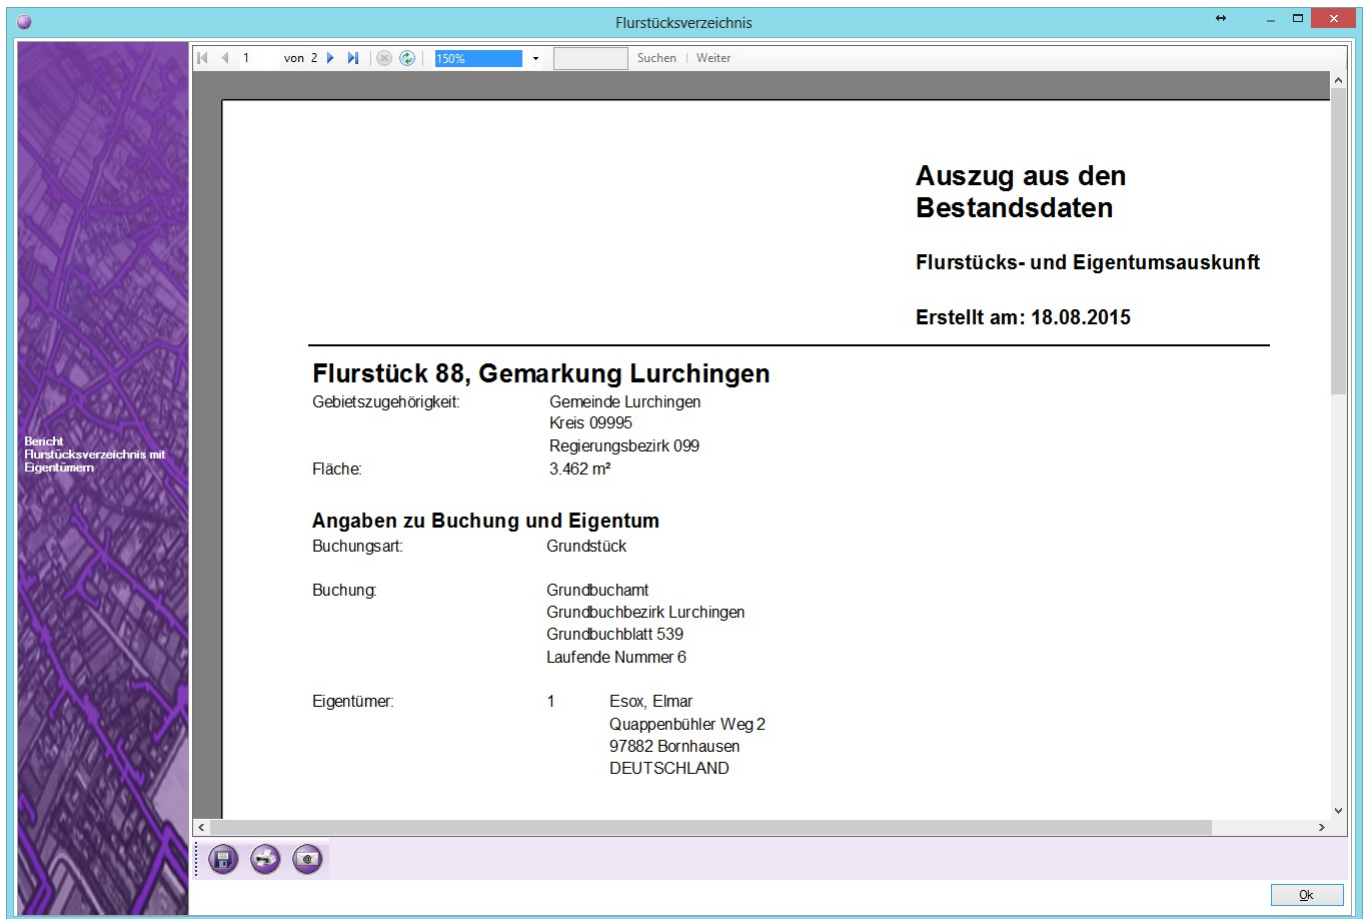 Flurstücksverzeichnis
1 von 2 150% Suchen | Weiter
Bericht
Flurstücksverzeichnis mit
Eigentümern
Auszug aus den
Bestandsdaten
Flurstücks- und Eigentumsauskunft
Erstellt am: 18.08.2015
Flurstück 88, Gemarkung Lurchingen
Gebietszugehörigkeit: Gemeinde Lurchingen
Kreis 09995
Regierungsbezirk 099
Fläche: 3.462 m²
Angaben zu Buchung und Eigentum
Buchungsart: Grundstück
Buchung: Grundbuchamt
Grundbuchbezirk Lurchingen
Grundbuchblatt 539
Laufende Nummer 6
Eigentümer: 1 Esox, Elmar
Quappenbühler Weg 2
97882 Bornhausen
DEUTSCHLAND
Ok